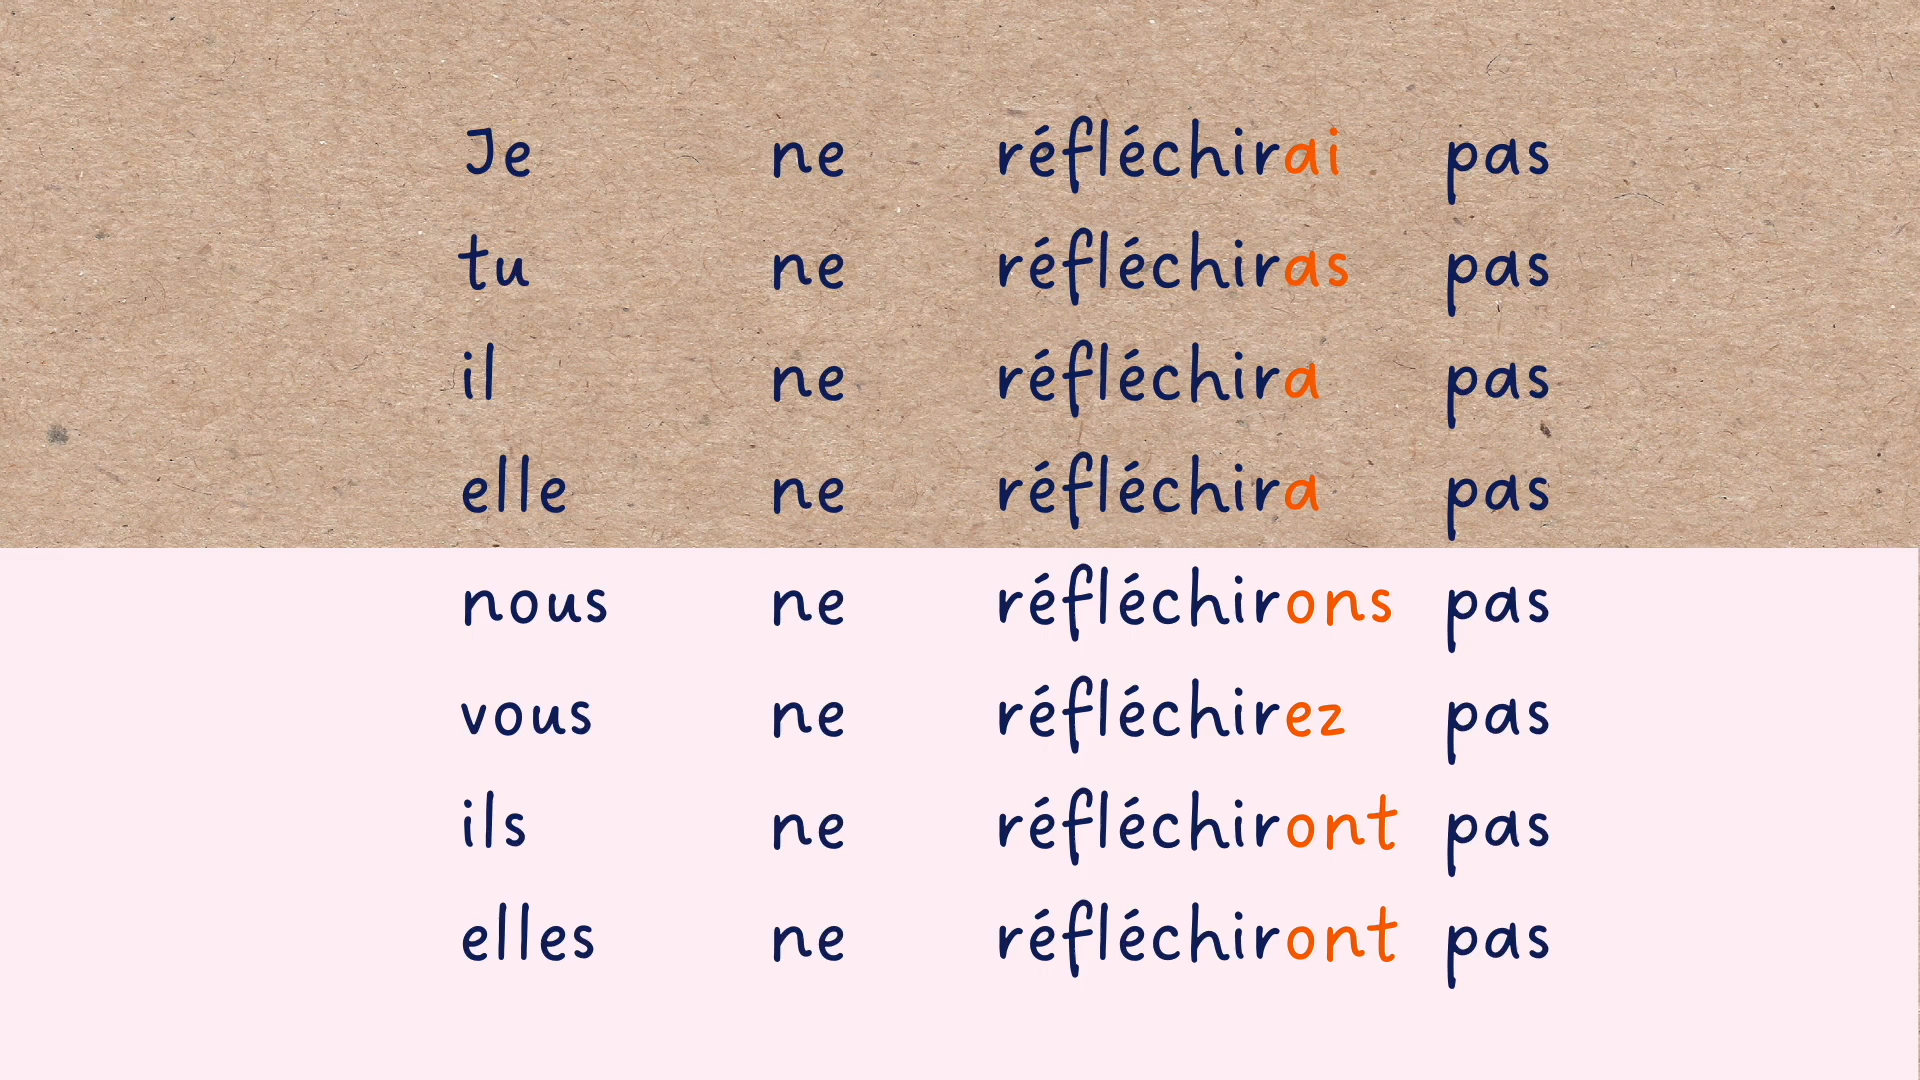 Je ne réfléchirai pas
tu ne réfléchiras pas
il ne réfléchira pas
elle ne réfléchira pas
nous ne réfléchirons pas
vous ne réfléchirez pas
ils ne réfléchiront pas
elles ne réfléchiront pas